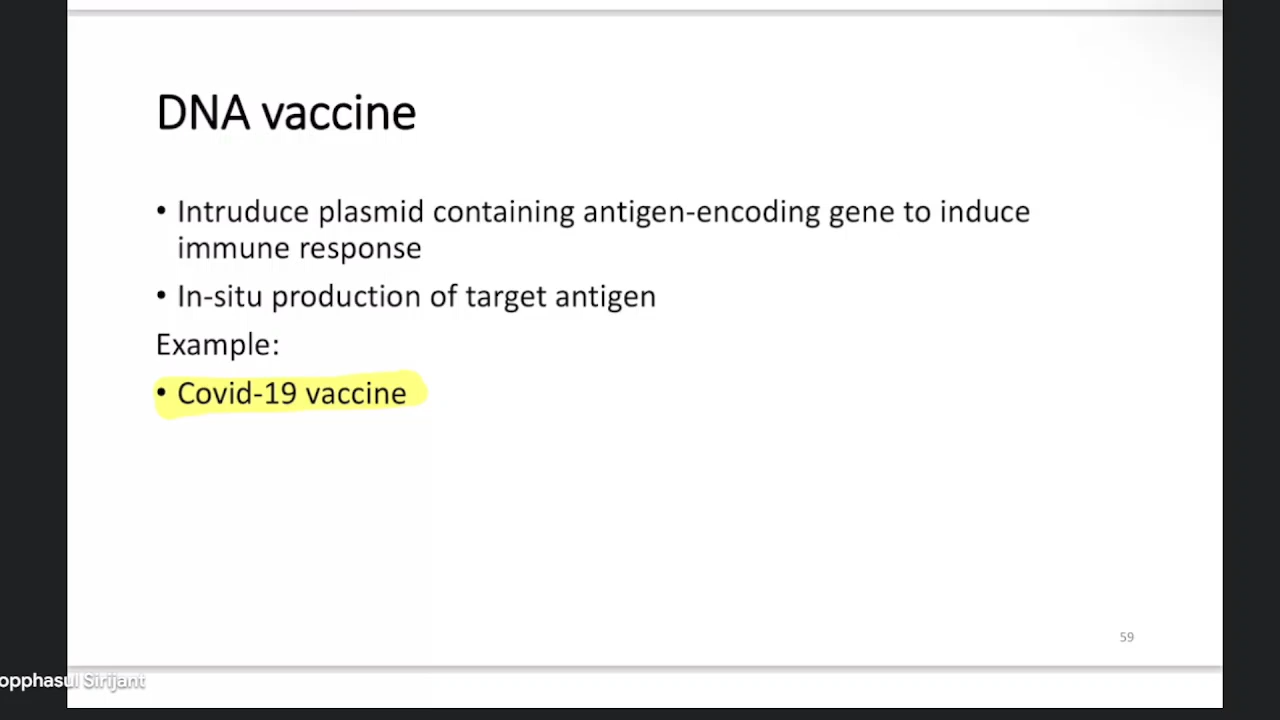 DNA vaccine
• Intruduce plasmid containing antigen-encoding gene to induce
immune response
• In-situ production of target antigen
Example:
• Covid-19 vaccine
59
opphasul Sirijant